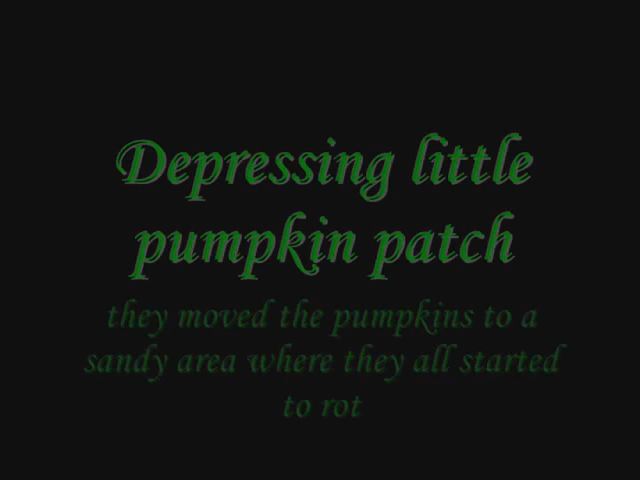 Depressing little
pumpkin patch
they moved the pumpkins to a
sandy area where they all started
to rot